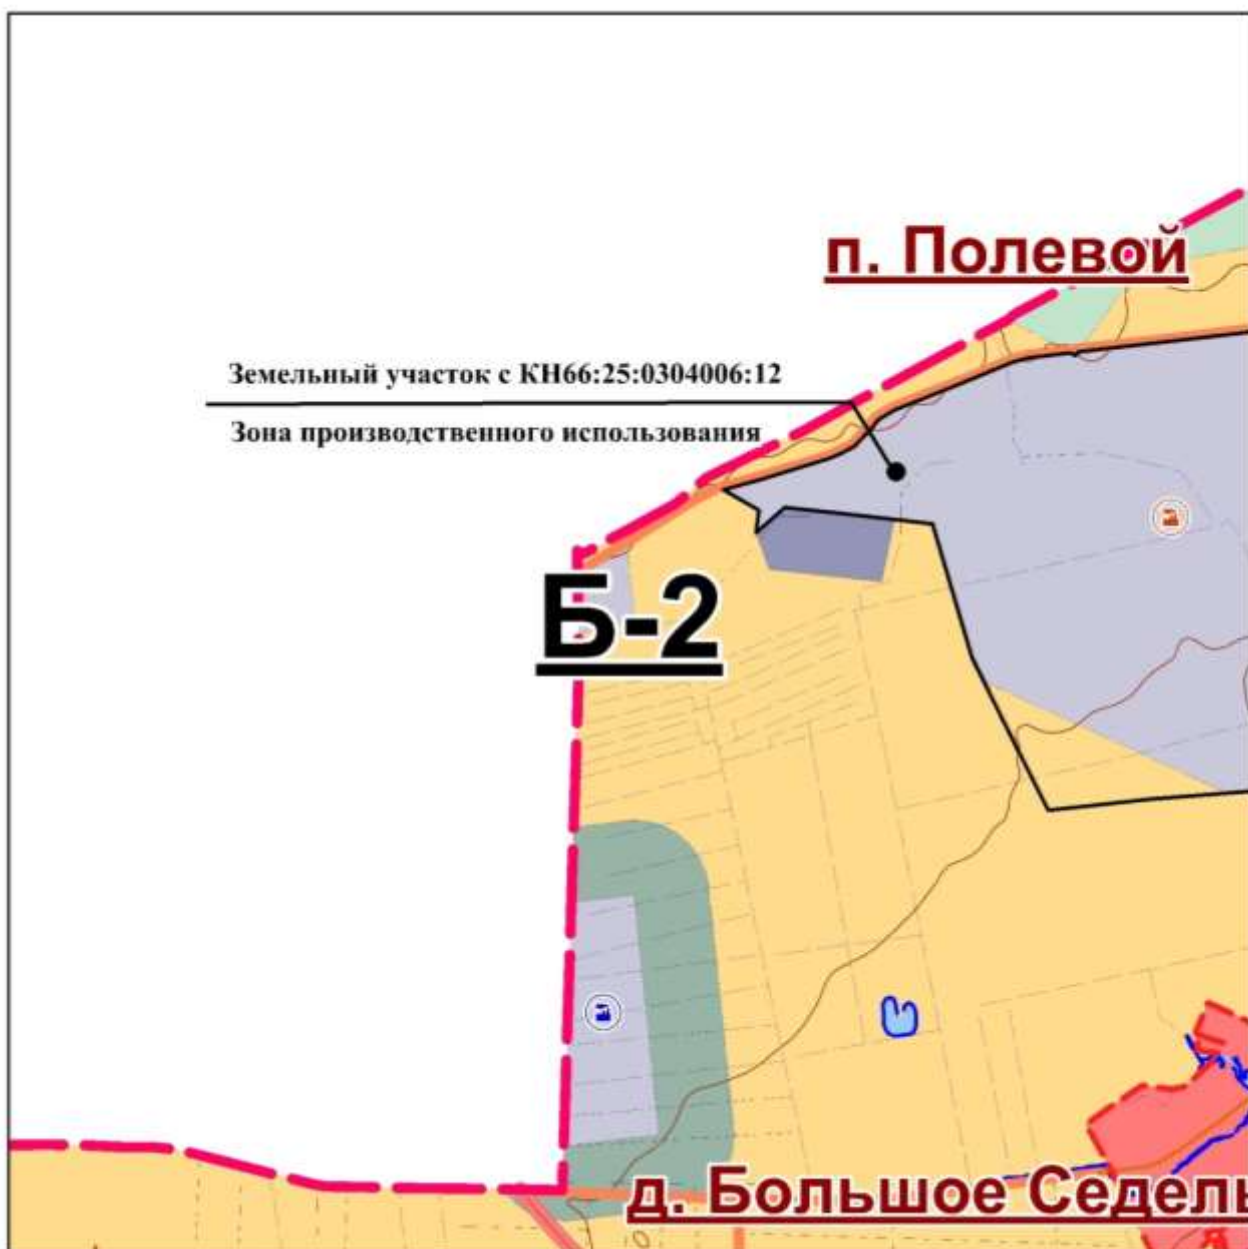 п. Полевой
Земельный участок с КН66:25:0304006:12
Зона производственного использования
Б-2
д. Большое Седель